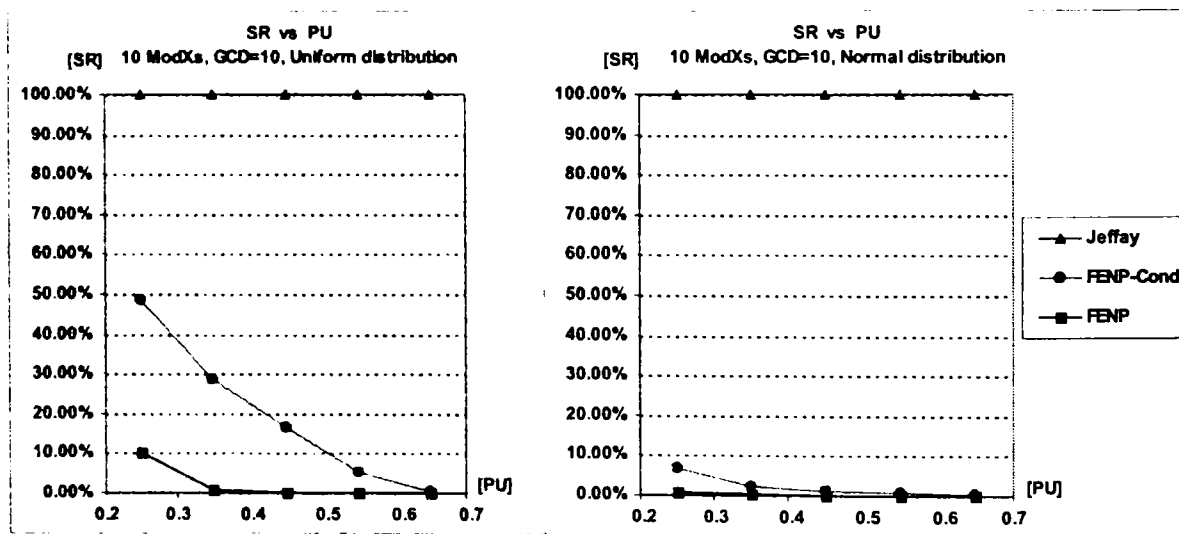 SR vs PU
[SR] 10 ModXs, GCD=10, Uniform distribution
100.00%
90.00%
80.00%
70.00%
60.00%
50.00%
40.00%
30.00%
20.00%
10.00%
0.00%
[PU]
0.2 0.3 0.4 0.5 0.6 0.7
SR vs PU
[SR] 10 ModXs, GCD=10, Normal distribution
100.00%
90.00%
80.00%
70.00%
60.00%
50.00%
40.00%
30.00%
20.00%
10.00%
0.00%
[PU]
0.2 0.3 0.4 0.5 0.6 0.7
Jeffay
FENP-Cond
FENP